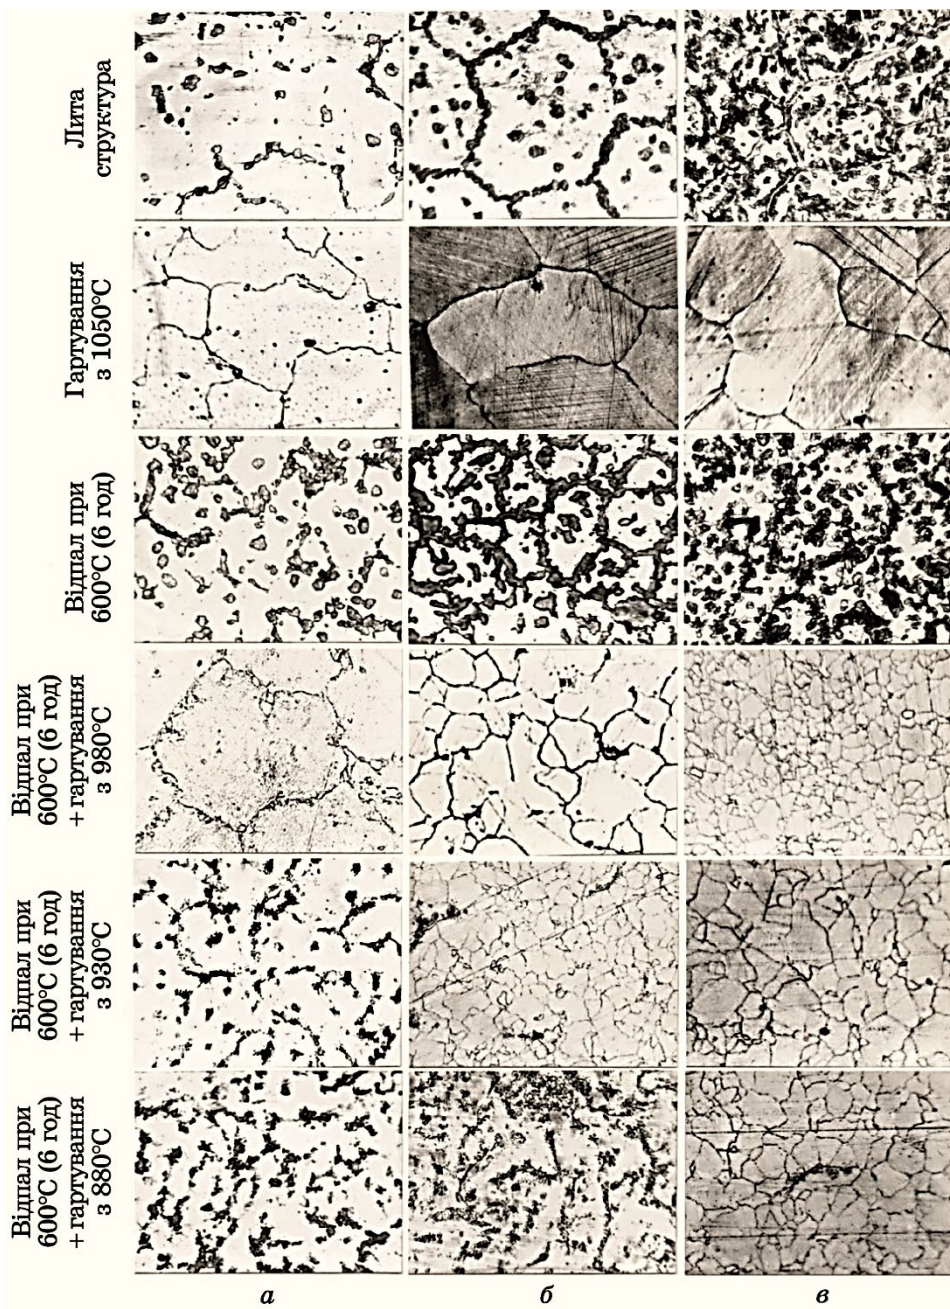 Лита
структура
Гартування
з 1050°С
Відпал при
600°С (6 год)
Відпал при
600°С (6 год)
+ гартування
з 980°С
Відпал при
600°С (6 год)
+ гартування
з 930°С
Відпал при
600°С (6 год)
+ гартування
з 880°С
а
б
в